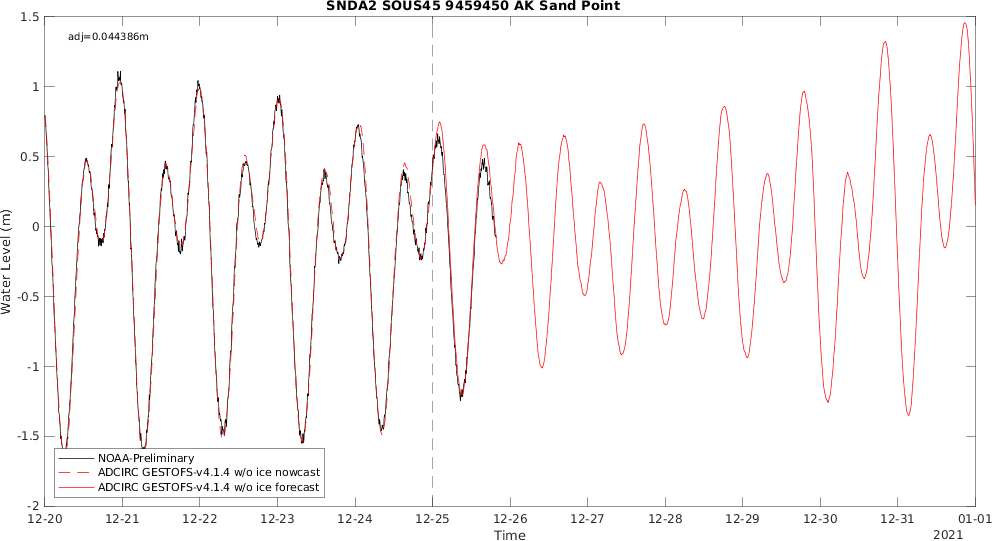 SNDA2 SOUS45 9459450 AK Sand Point
adj=0.044386m
1.5
1
0.5
0
-0.5
-1
-1.5
-2
Water Level (m)
NOAA-Preliminary
ADCIRC GESTOFS-v4.1.4 w/o ice nowcast
ADCIRC GESTOFS-v4.1.4 w/o ice forecast
12-20 12-21 12-22 12-23 12-24 12-25 12-26 12-27 12-28 12-29 12-30 12-31 01-01
Time
2021